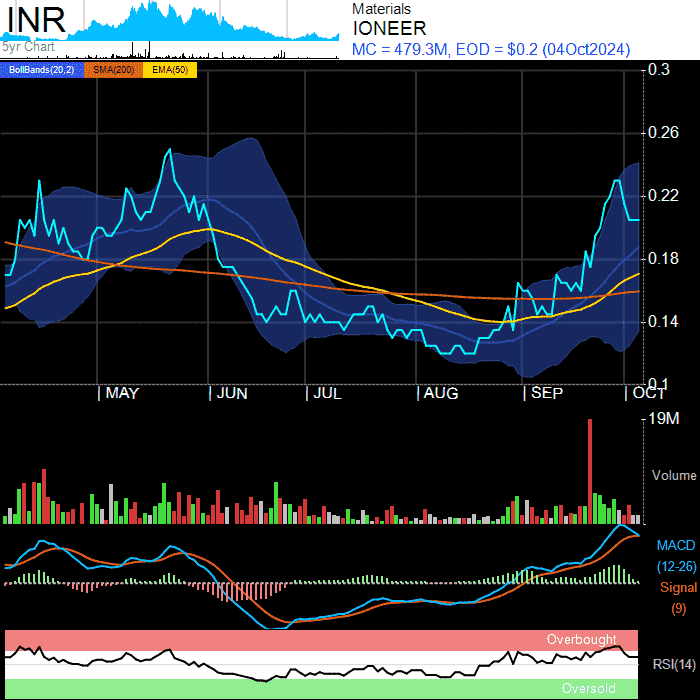 INR
5yr Chart
Materials
IONEER
MC = 479.3M, EOD = $0.2 (04Oct2024)
BollBands(20,2) SMA(200) EMA(50)
0.3
0.26
0.22
0.18
0.14
0.1
MAY JUN JUL AUG SEP OCT
19M
Volume
MACD
(12-26)
Signal
(9)
Overbought
RSI(14)
Oversold